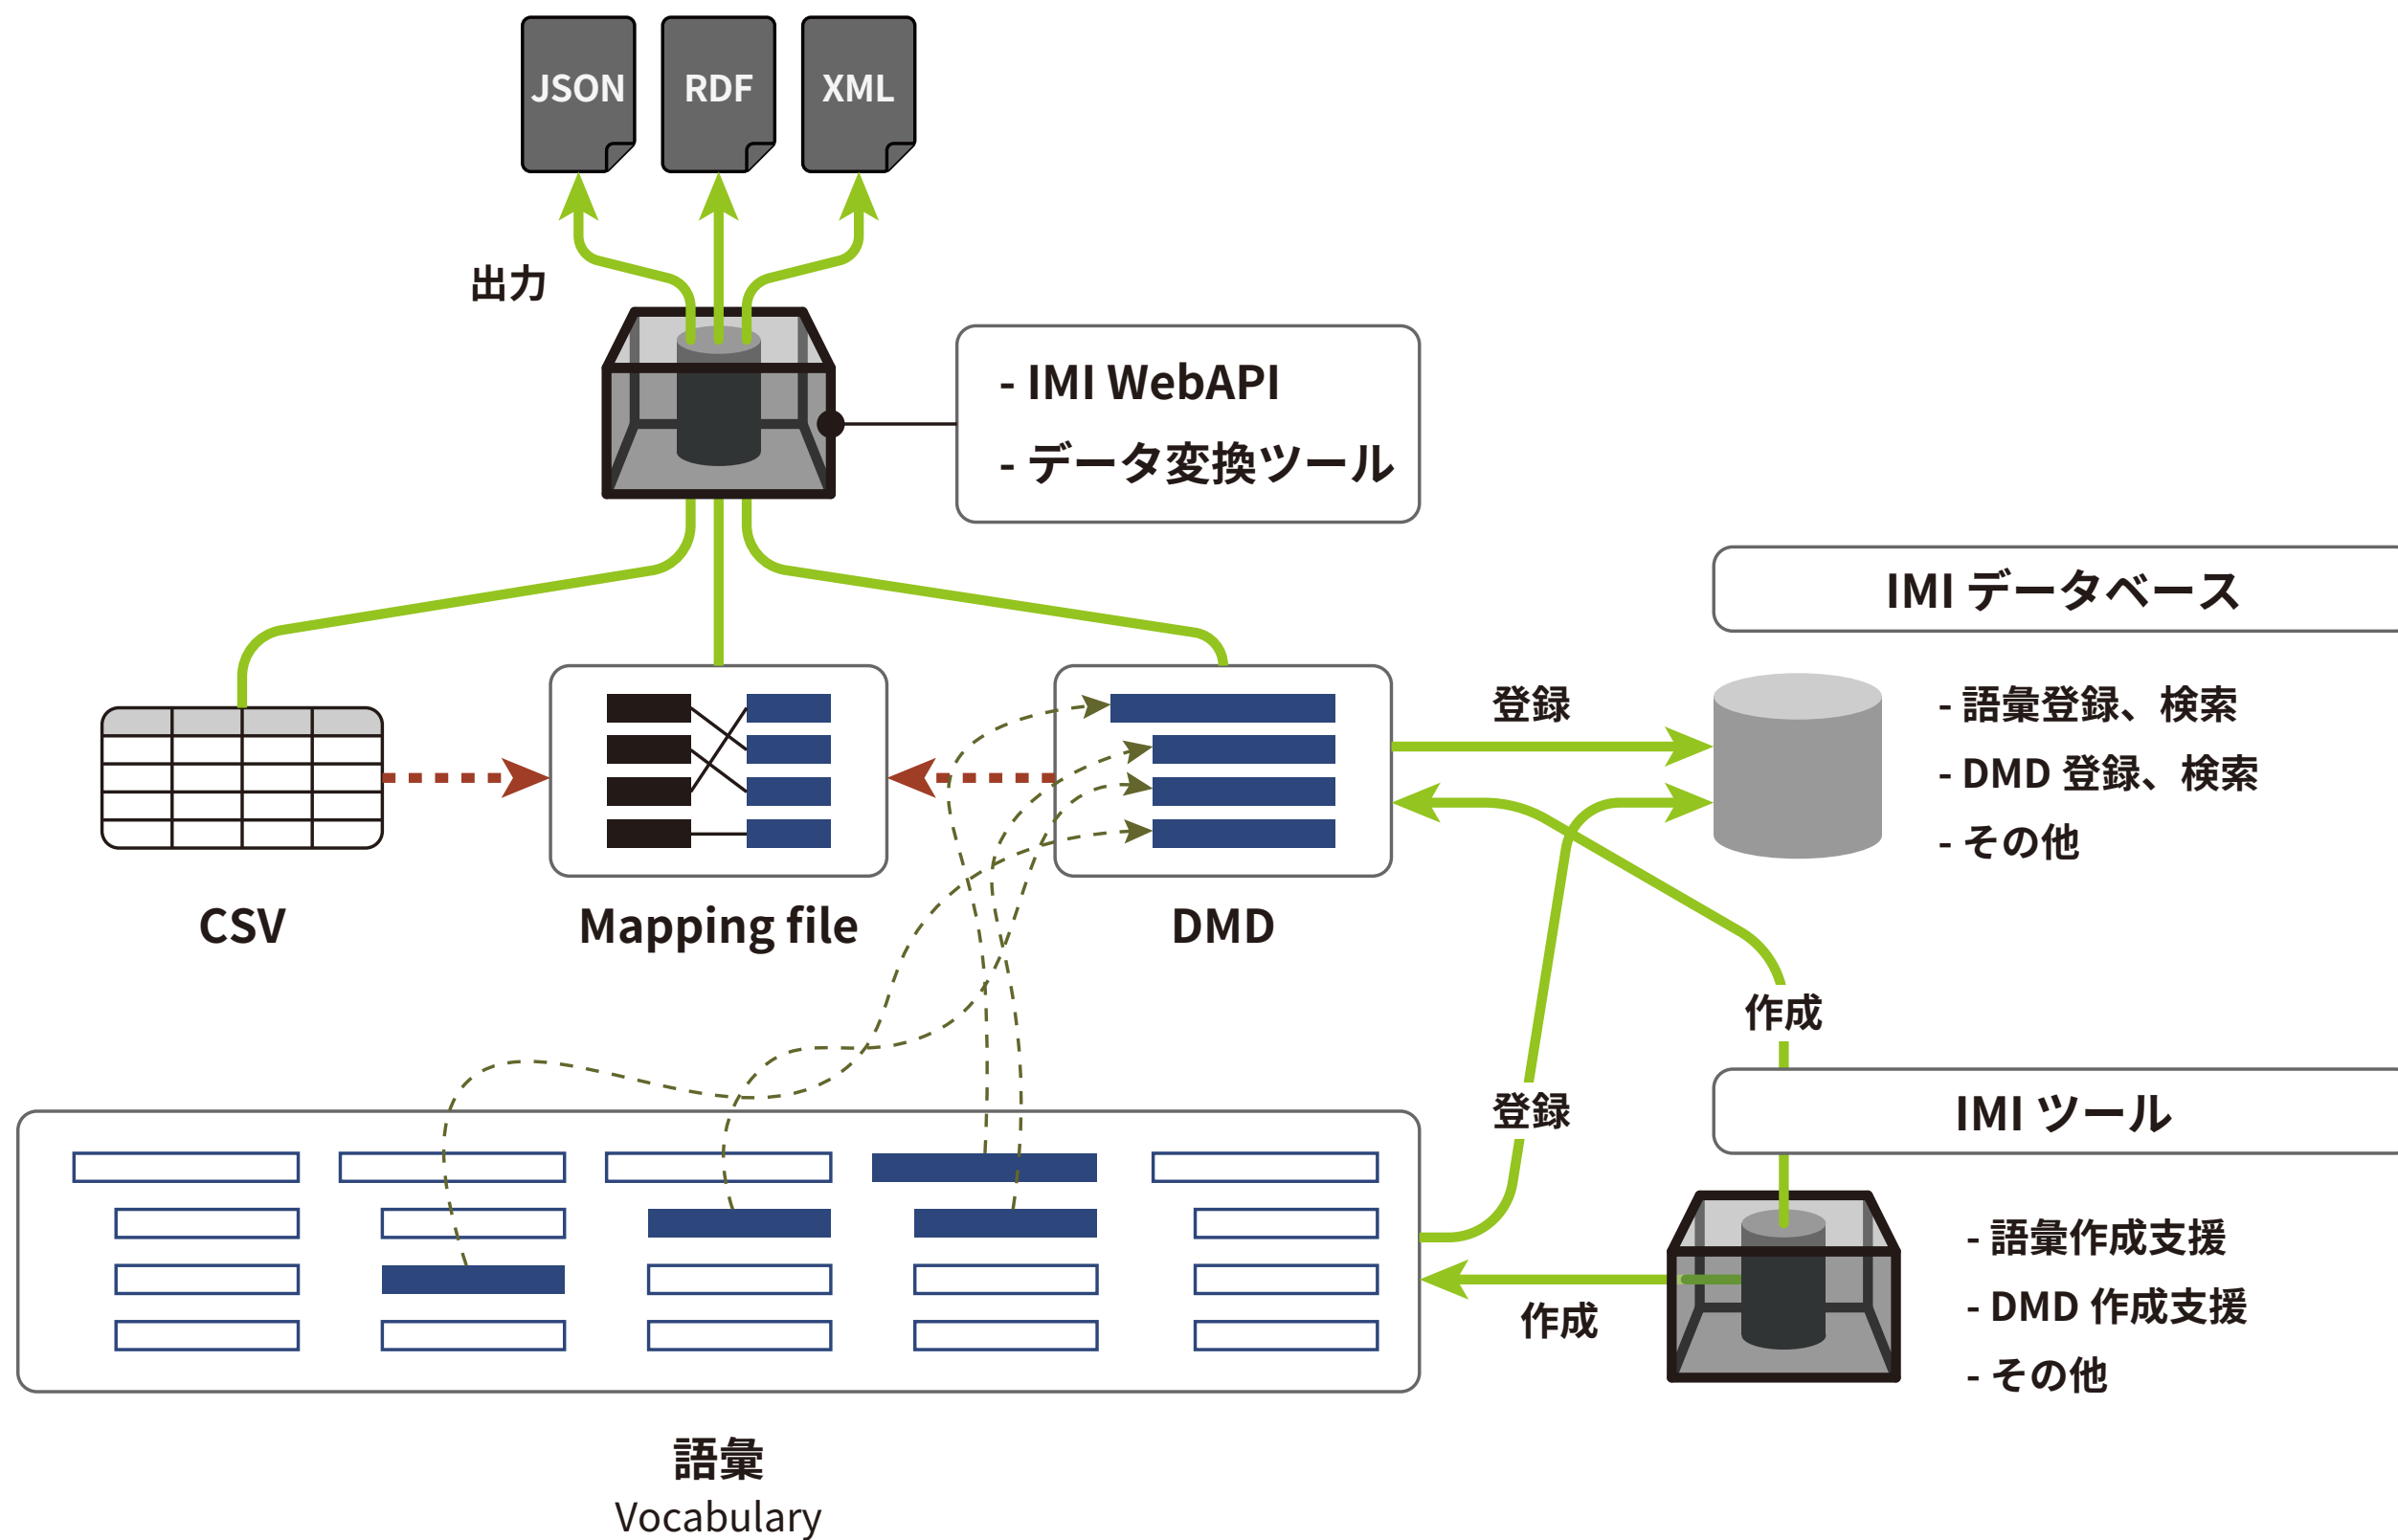 JSON
RDF
XML
出力
- IMI WebAPI
- データ変換ツール
IMI データベース
登録
- 語彙登録、検索
- DMD 登録、検索
- その他
CSV
Mapping file
DMD
作成
登録
IMI ツール
- 語彙作成支援
- DMD 作成支援
- その他
作成
語彙
Vocabulary